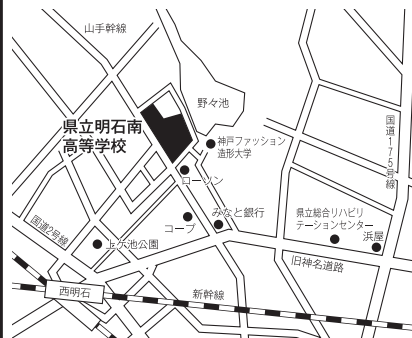 山手幹線
野々池
県立明石南
高等学校
神戸ファッション
造形大学
国道175号線
ローソン
みなと銀行
県立総合リハビリ
テーションセンター
浜屋
コープ
国道2号線
上ケ池公園
旧神名道路
西明石
新幹線